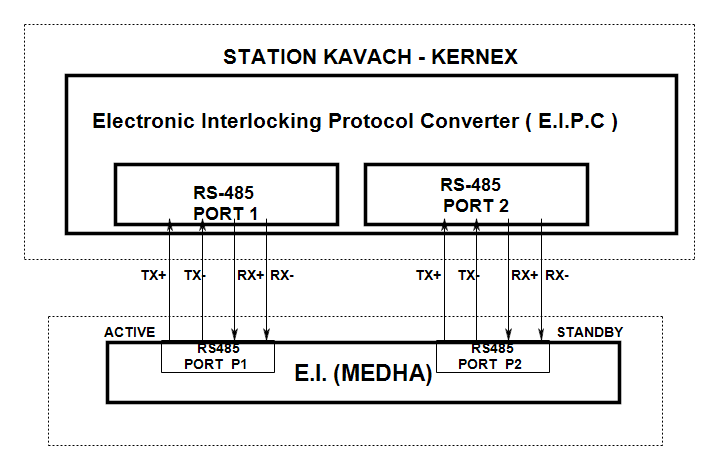 STATION KAVACH - KERNEX
Electronic Interlocking Protocol Converter ( E.I.P.C )
RS-485
PORT 1
RS-485
PORT 2
TX+ TX- RX+ RX- TX+ TX- RX+ RX-
ACTIVE STANDBY
RS485
PORT P1
RS485
PORT P2
E.I. (MEDHA)